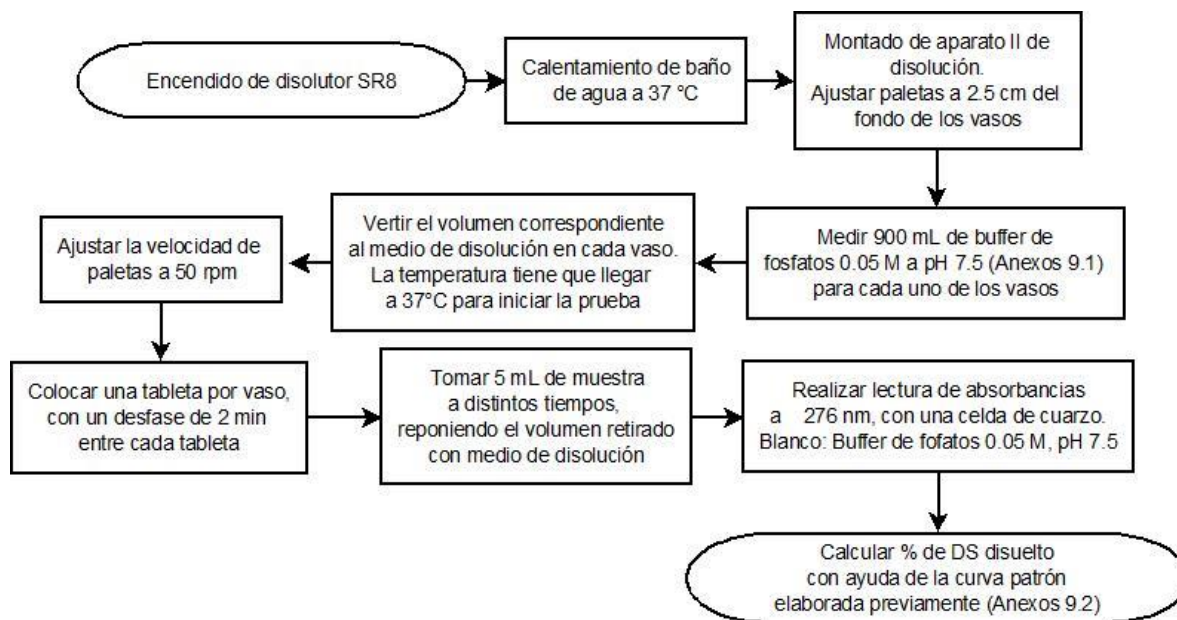 Encendido de disolutor SR8
Calentamiento de baño
de agua a 37 °C
Montado de aparato II de
disolución.
Ajustar paletas a 2.5 cm del
fondo de los vasos
Medir 900 mL de buffer de
fosfatos 0.05 M a pH 7.5 (Anexos 9.1)
para cada uno de los vasos
Vertir el volumen correspondiente
al medio de disolución en cada vaso.
La temperatura tiene que llegar
a 37°C para iniciar la prueba
Ajustar la velocidad de
paletas a 50 rpm
Colocar una tableta por vaso,
con un desfase de 2 min
entre cada tableta
Tomar 5 mL de muestra
a distintos tiempos,
reponiendo el volumen retirado
con medio de disolución
Realizar lectura de absorbancias
a 276 nm, con una celda de cuarzo.
Blanco: Buffer de fofatos 0.05 M, pH 7.5
Calcular % de DS disuelto
con ayuda de la curva patrón
elaborada previamente (Anexos 9.2)